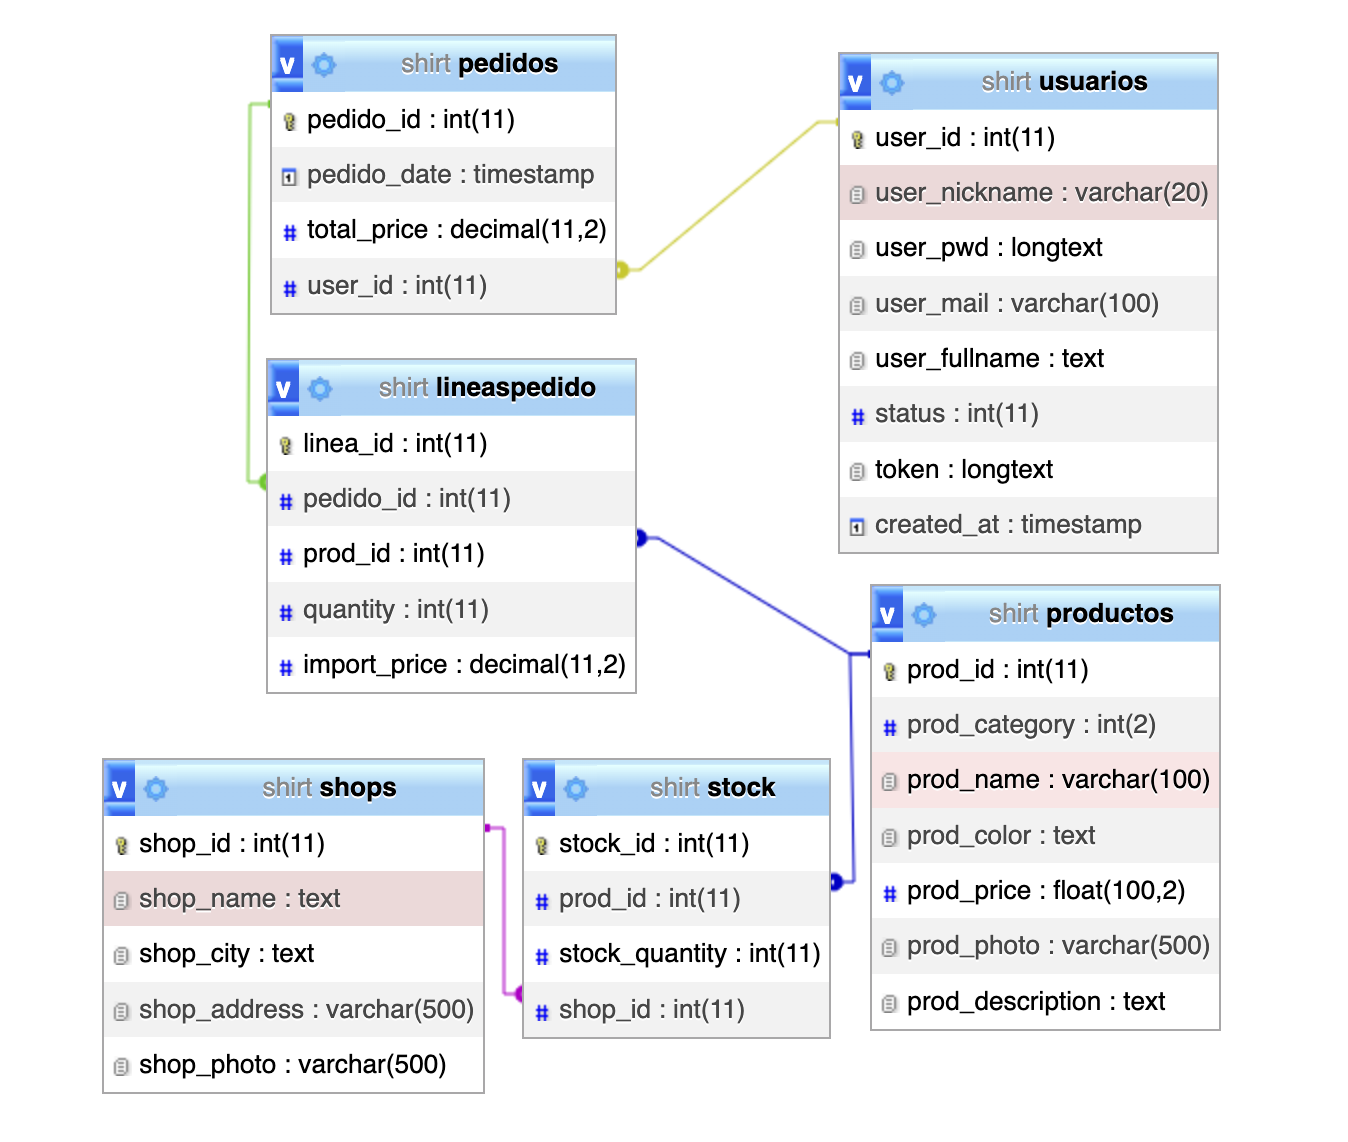 shirt pedidos
pedido_id : int(11)
pedido_date : timestamp
total_price : decimal(11,2)
user_id : int(11)
shirt usuarios
user_id : int(11)
user_nickname : varchar(20)
user_pwd : longtext
user_mail : varchar(100)
user_fullname : text
status : int(11)
token : longtext
created_at : timestamp
shirt lineaspedido
linea_id : int(11)
pedido_id : int(11)
prod_id : int(11)
quantity : int(11)
import_price : decimal(11,2)
shirt productos
prod_id : int(11)
prod_category : int(2)
prod_name : varchar(100)
prod_color : text
prod_price : float(100,2)
prod_photo : varchar(500)
prod_description : text
shirt shops
shop_id : int(11)
shop_name : text
shop_city : text
shop_address : varchar(500)
shop_photo : varchar(500)
shirt stock
stock_id : int(11)
prod_id : int(11)
stock_quantity : int(11)
shop_id : int(11)